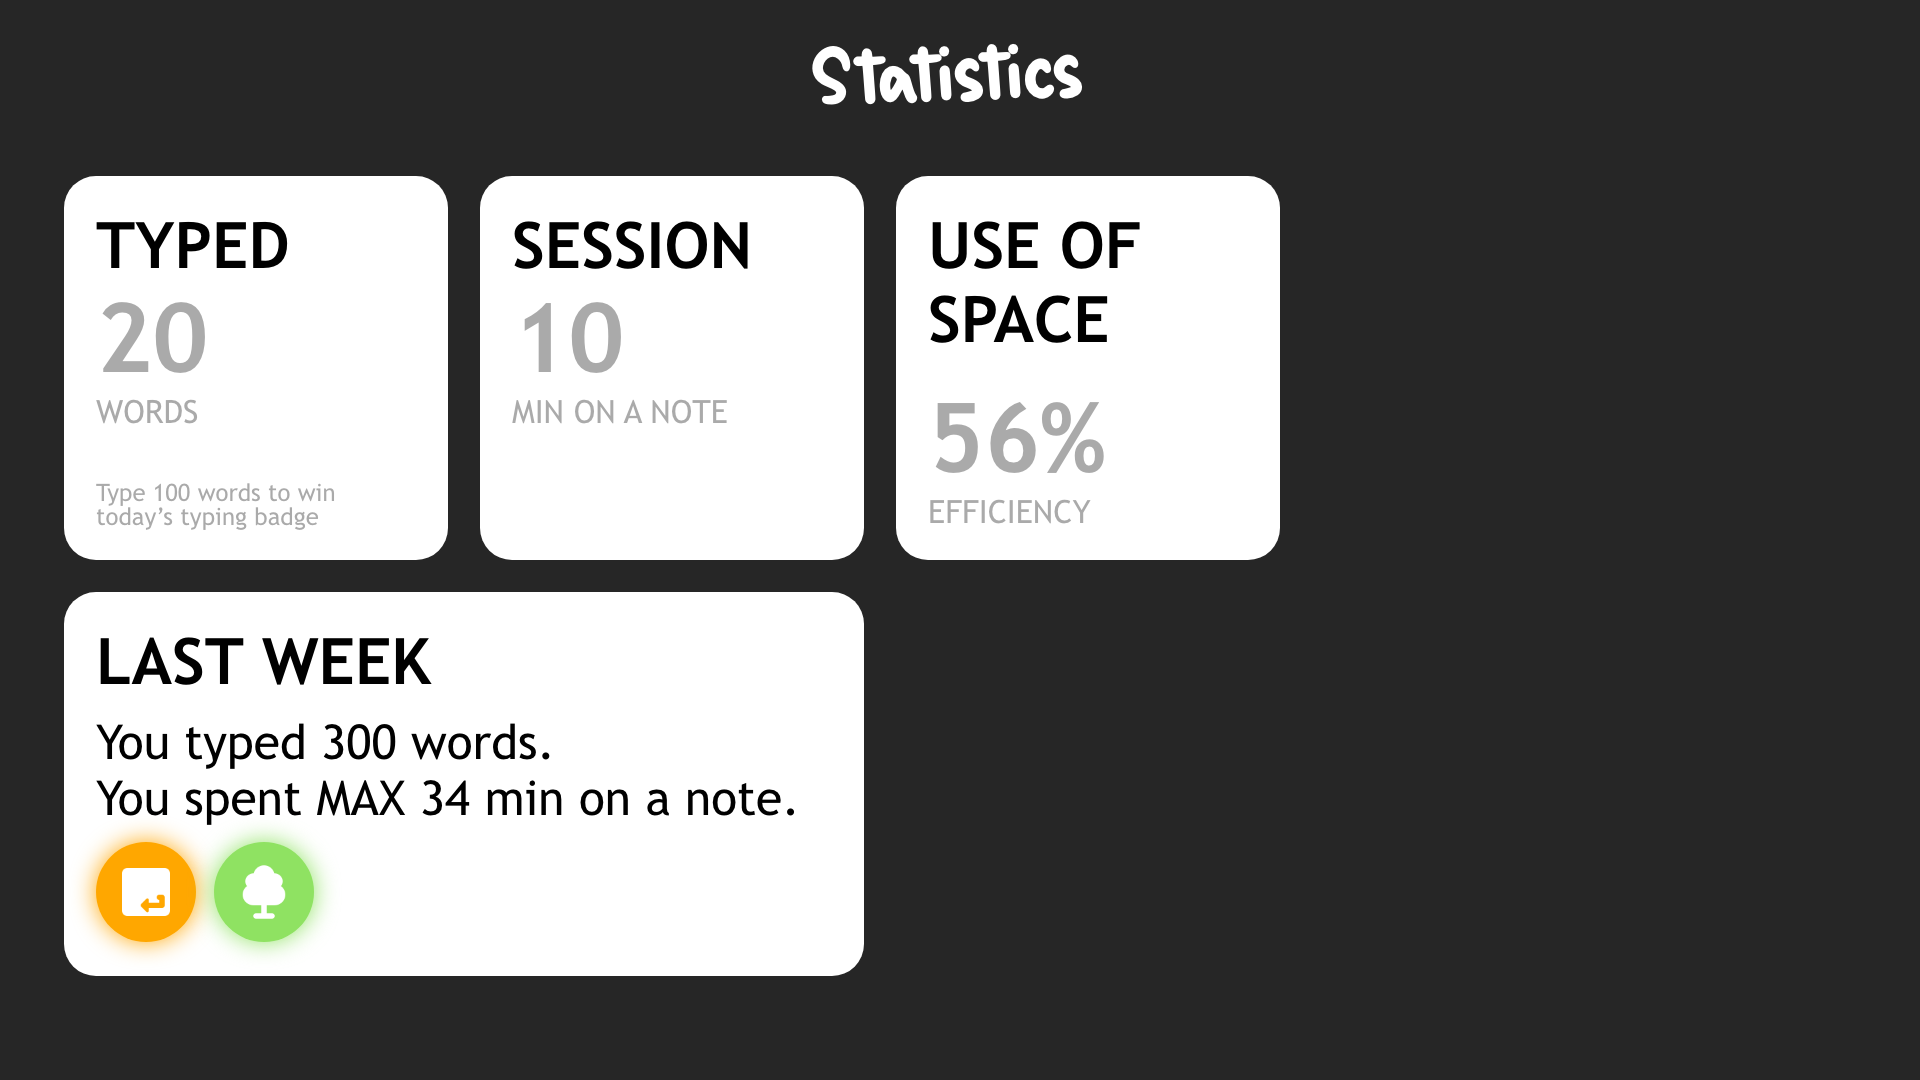 Statistics
TYPED
20
WORDS
Type 100 words to win
today’s typing badge
SESSION
10
MIN ON A NOTE
USE OF
SPACE
56%
EFFICIENCY
LAST WEEK
You typed 300 words.
You spent MAX 34 min on a note.